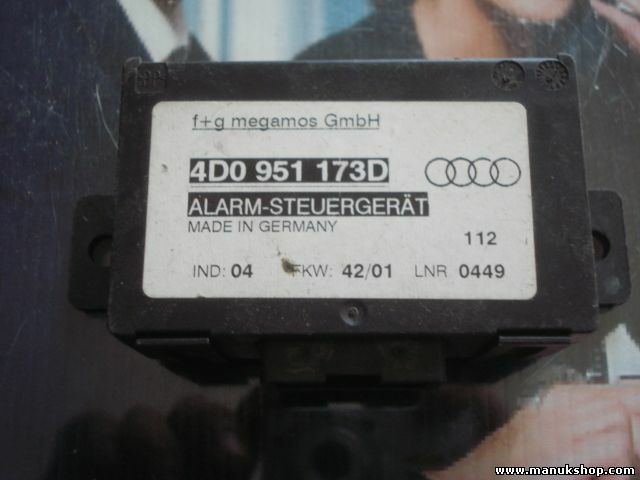 f+g megamos GmbH
4D0 951 173D
ALARM-STEUERGERÄT
MADE IN GERMANY
112
IND: 04 FKW: 42/01 LNR 0449
www.manukshop.com